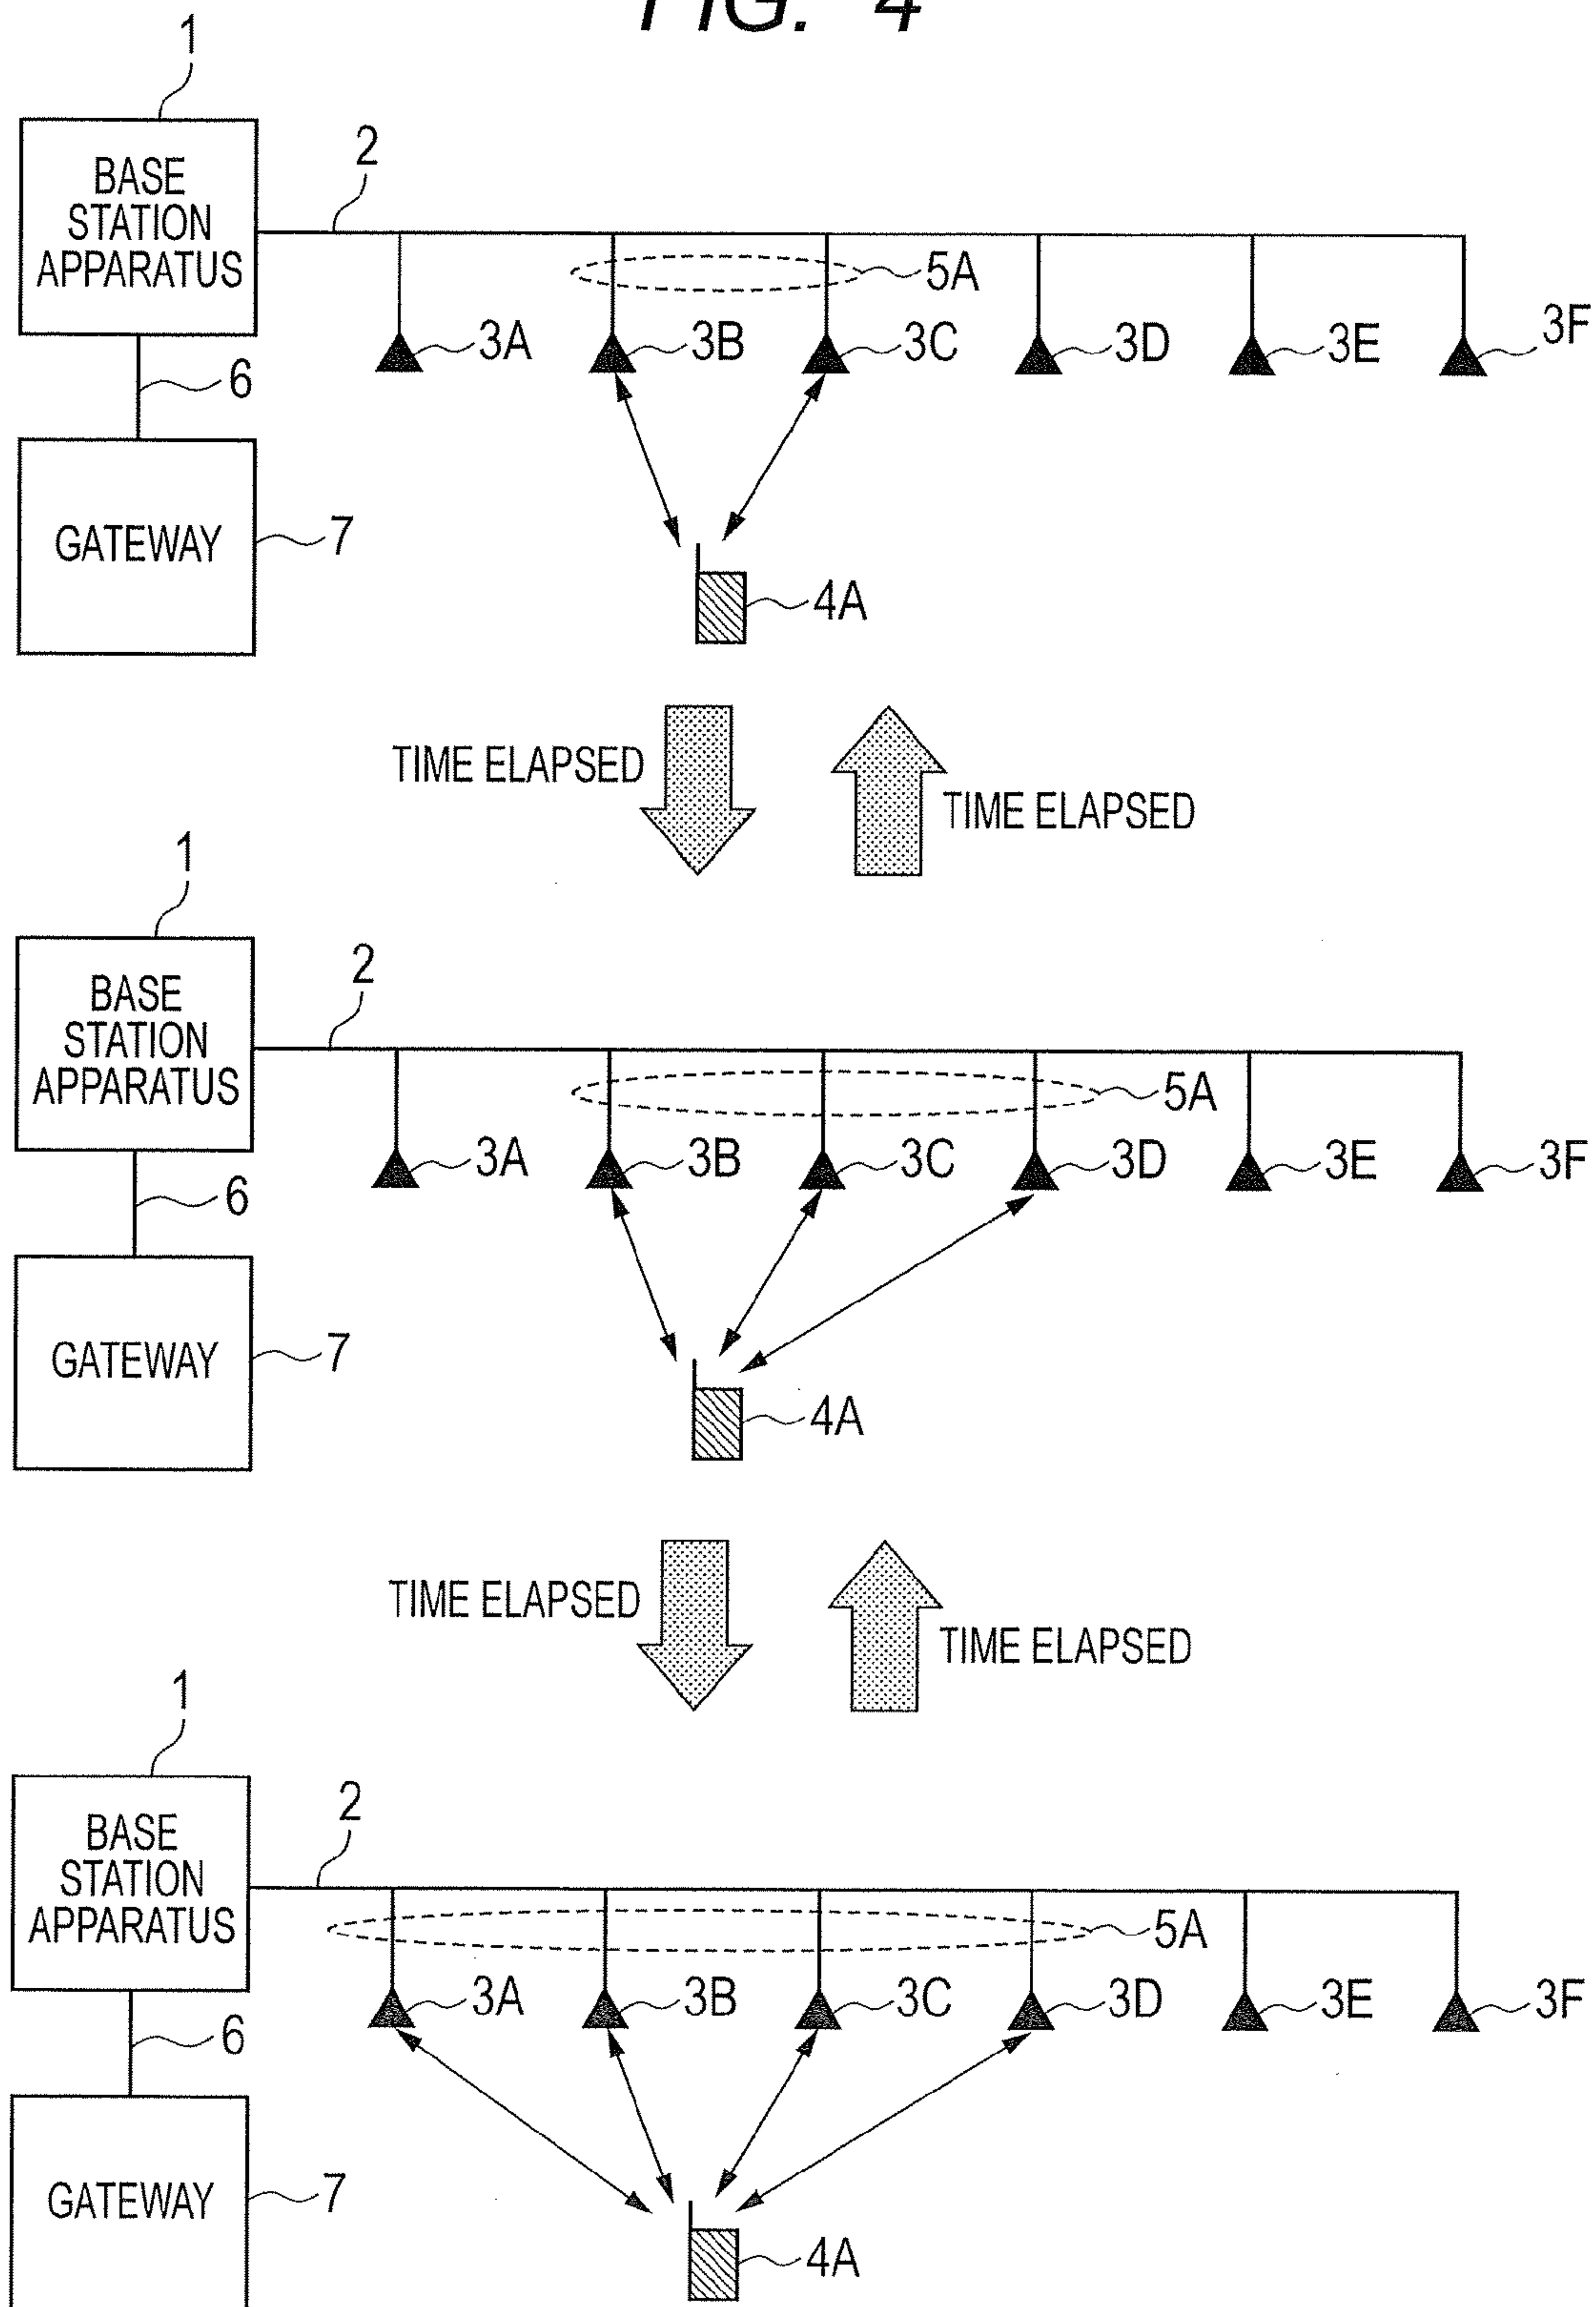 FIG. 4
1
BASE
STATION
APPARATUS
2
5A
3A
3B
3C
3D
3E
3F
6
GATEWAY
7
4A
TIME ELAPSED
TIME ELAPSED
1
BASE
STATION
APPARATUS
2
5A
3A
3B
3C
3D
3E
3F
6
GATEWAY
7
4A
TIME ELAPSED
TIME ELAPSED
1
BASE
STATION
APPARATUS
2
5A
3A
3B
3C
3D
3E
3F
6
GATEWAY
7
4A